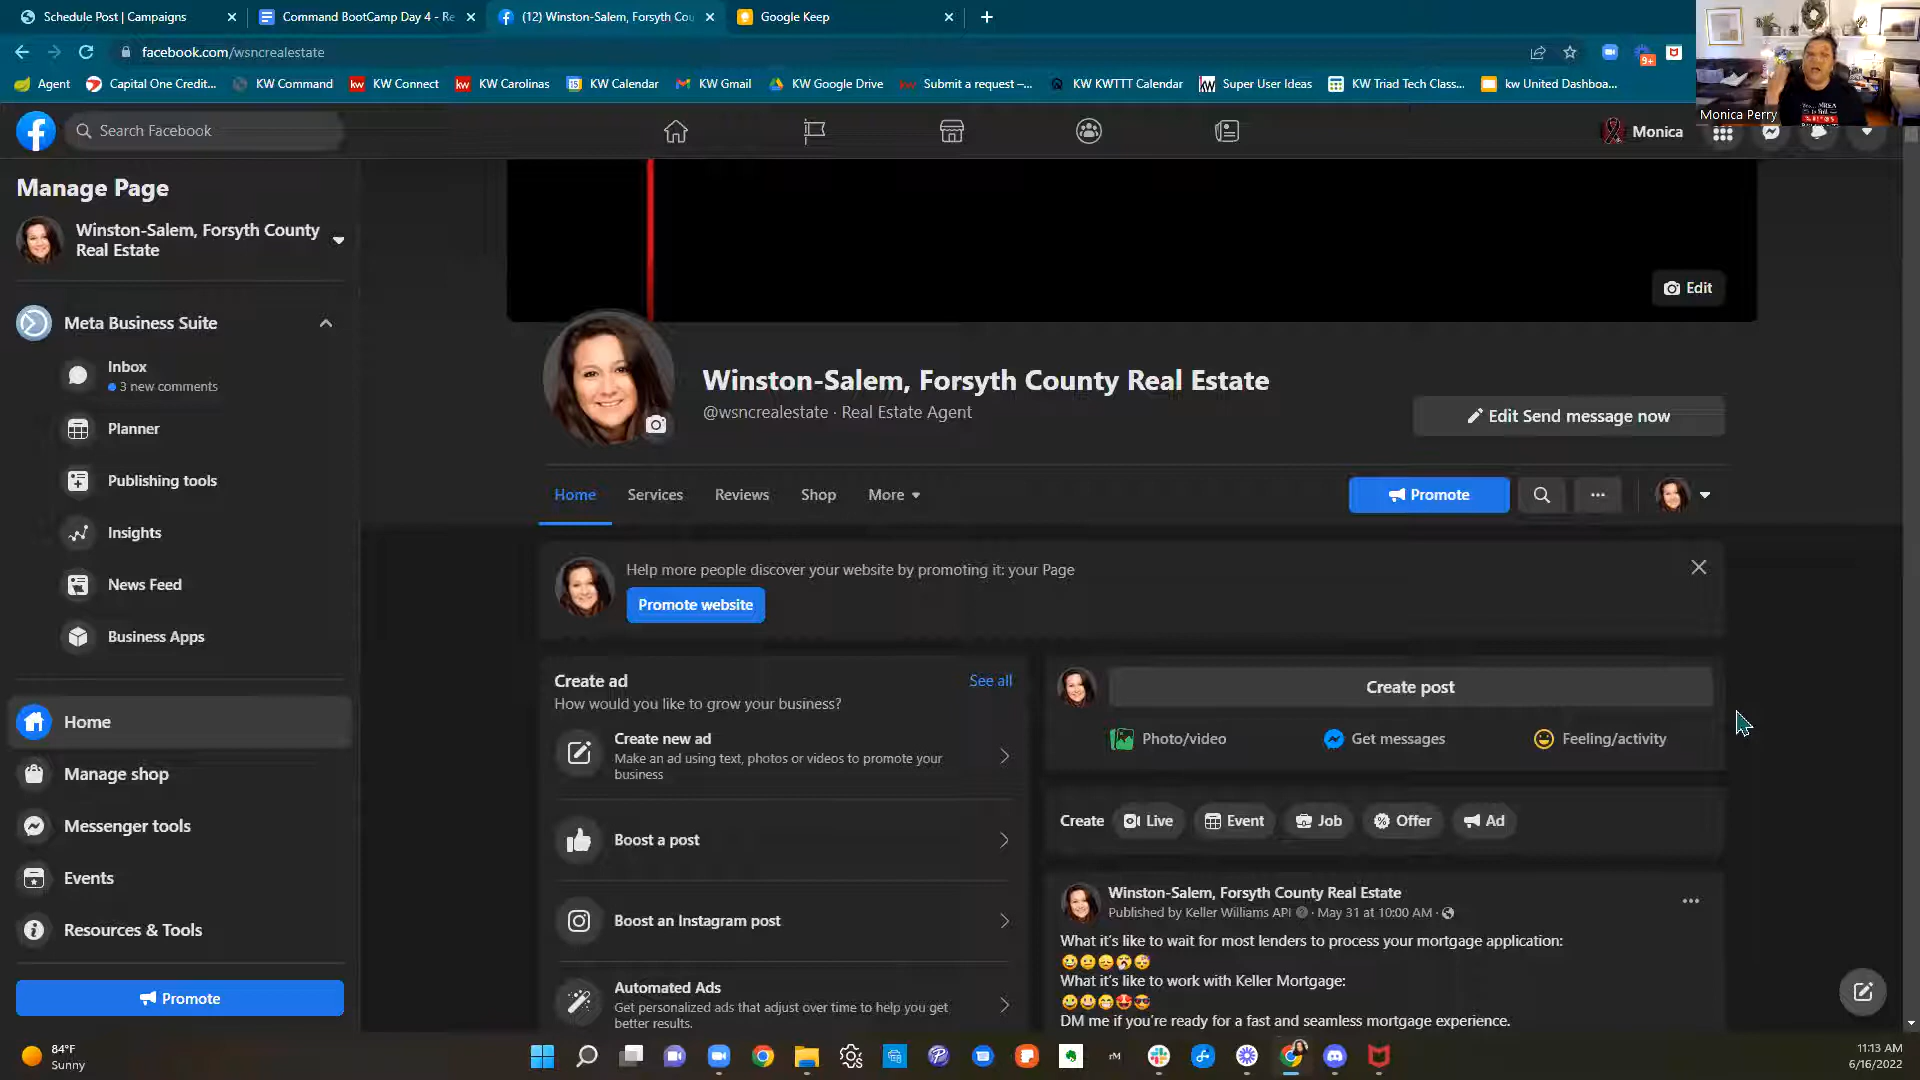 Schedule Post | Campaigns
Command BootCamp Day 4 - Re
(12) Winston-Salem, Forsyth Cou
Google Keep
facebook.com/wsncrealestate
Agent
Capital One Credit...
KW Command
KW Connect
KW Carolinas
KW Calendar
KW Gmail
KW Google Drive
Submit a request –...
KW KWTTT Calendar
Super User Ideas
KW Triad Tech Class...
kw United Dashboa...
9+
Monica Perry
Search Facebook
Monica
Manage Page
Winston-Salem, Forsyth County
Real Estate
Meta Business Suite
Inbox
3 new comments
Planner
Publishing tools
Insights
News Feed
Business Apps
Home
Manage shop
Messenger tools
Events
Resources & Tools
Promote
Edit
Winston-Salem, Forsyth County Real Estate
@wsncrealestate · Real Estate Agent
Edit Send message now
Home
Services
Reviews
Shop
More
Promote
Help more people discover your website by promoting it: your Page
Promote website
Create ad
See all
How would you like to grow your business?
Create new ad
Make an ad using text, photos or videos to promote your
business
Boost a post
Boost an Instagram post
Automated Ads
Get personalized ads that adjust over time to help you get
better results.
Create post
Photo/video
Get messages
Feeling/activity
Create
Live
Event
Job
Offer
Ad
Winston-Salem, Forsyth County Real Estate
Published by Keller Williams API · May 31 at 10:00 AM ·
What it's like to wait for most lenders to process your mortgage application:
What it's like to work with Keller Mortgage:
DM me if you're ready for a fast and seamless mortgage experience.
84°F
Sunny
rM
11:13 AM
6/16/2022